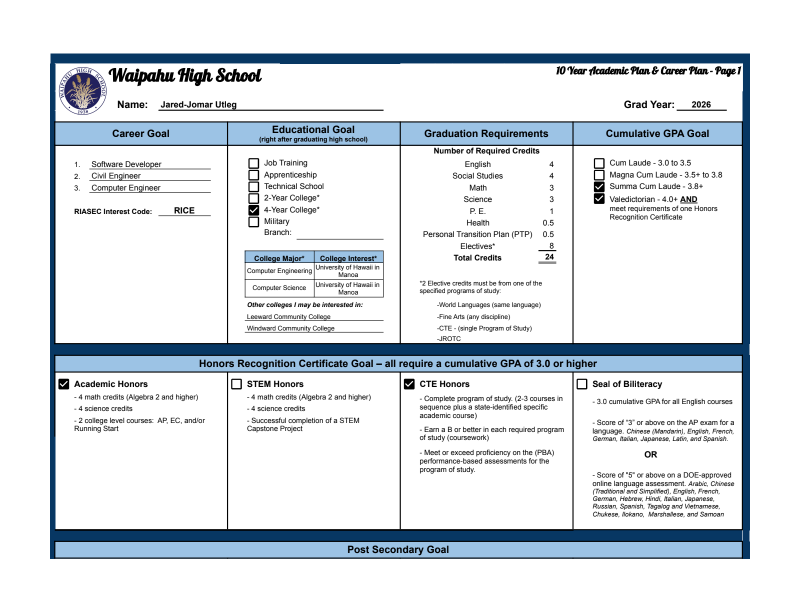 Waipahu High School
10 Year Academic Plan & Career Plan - Page 1
WAIPAHU HIGH SCHOOL
1938
Name: Jared-Jomar Utleg
Grad Year: 2026
Career Goal
1. Software Developer
2. Civil Engineer
3. Computer Engineer
RIASEC Interest Code: RICE
Educational Goal
(right after graduating high school)
Job Training
Apprenticeship
Technical School
2-Year College*
4-Year College*
Military
Branch:
College Major* College Interest*
Computer Engineering University of Hawaii in
Manoa
Computer Science University of Hawaii in
Manoa
Other colleges I may be interested in:
Leeward Community College
Windward Community College
Graduation Requirements
Number of Required Credits
English 4
Social Studies 4
Math 3
Science 3
P. E. 1
Health 0.5
Personal Transition Plan (PTP) 0.5
Electives* 8
Total Credits 24
*2 Elective credits must be from one of the
specified programs of study:
-World Languages (same language)
-Fine Arts (any discipline)
-CTE - (single Program of Study)
-JROTC
Cumulative GPA Goal
Cum Laude - 3.0 to 3.5
Magna Cum Laude - 3.5+ to 3.8
Summa Cum Laude - 3.8+
Valedictorian - 4.0+ AND
meet requirements of one Honors
Recognition Certificate
Honors Recognition Certificate Goal – all require a cumulative GPA of 3.0 or higher
Academic Honors
- 4 math credits (Algebra 2 and higher)
- 4 science credits
- 2 college level courses: AP, EC, and/or
Running Start
STEM Honors
- 4 math credits (Algebra 2 and higher)
- 4 science credits
- Successful completion of a STEM
Capstone Project
CTE Honors
- Complete program of study. (2-3 courses in
sequence plus a state-identified specific
academic course)
- Earn a B or better in each required program
of study (coursework)
- Meet or exceed proficiency on the (PBA)
performance-based assessments for the
program of study.
Seal of Biliteracy
- 3.0 cumulative GPA for all English courses
- Score of "3" or above on the AP exam for a
language. Chinese (Mandarin), English, French,
German, Italian, Japanese, Latin, and Spanish.
OR
- Score of "5" or above on a DOE-approved
online language assessment. Arabic, Chinese
(Traditional and Simplified), English, French,
German, Hebrew, Hindi, Italian, Japanese,
Russian, Spanish, Tagalog and Vietnamese,
Chukese, Ilokano, Marshallese, and Samoan
Post Secondary Goal